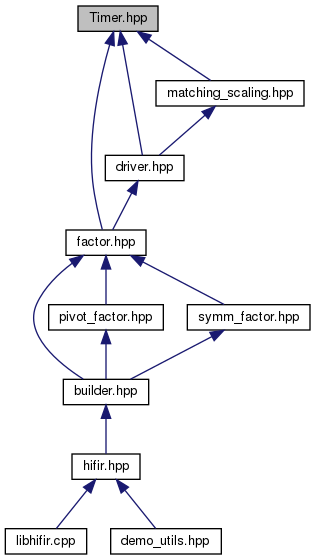 Timer.hpp
matching_scaling.hpp
driver.hpp
factor.hpp
pivot_factor.hpp
symm_factor.hpp
builder.hpp
hifir.hpp
libhifir.cpp
demo_utils.hpp